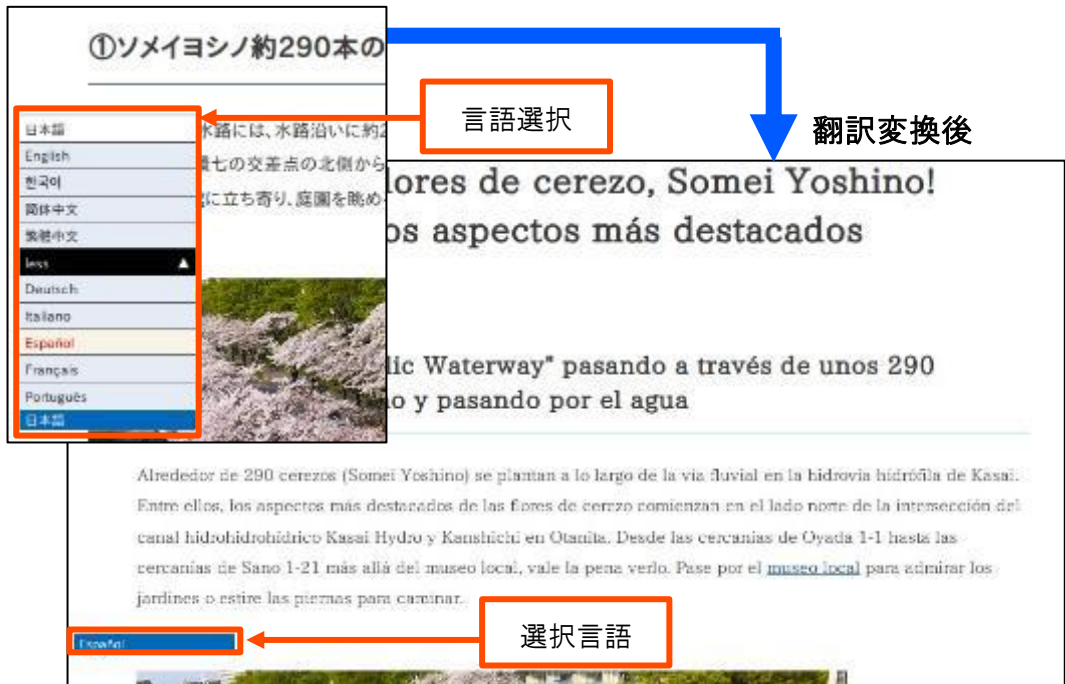 ①ソメイヨシノ約290本の
言語選択
翻訳変換後
日本語
English
한국어
简体中文
繁體中文
less ▲
Deutsch
Italiano
Español
Français
Português
日本語
水路には、水路沿いに約2
七の交差点の北側から
に立ち寄り、庭園を眺め
lores de cerezo, Somei Yoshino!
os aspectos más destacados
lic Waterway" pasando a través de unos 290
o y pasando por el agua
Alrededor de 290 cerezos (Somei Yoshino) se plantan a lo largo de la vía fluvial en la hidrovía hidrófila de Kasai.
Entre ellos, los aspectos más destacados de las flores de cerezo comienzan en el lado norte de la intersección del
canal hidrohidrohídrico Kasai Hydro y Kanshichi en Otanita. Desde las cercanías de Oyada 1-1 hasta las
cercanías de Sano 1-21 más allá del museo local, vale la pena verlo. Pase por el museo local para admirar los
jardines o estire las piernas para caminar.
Español
選択言語